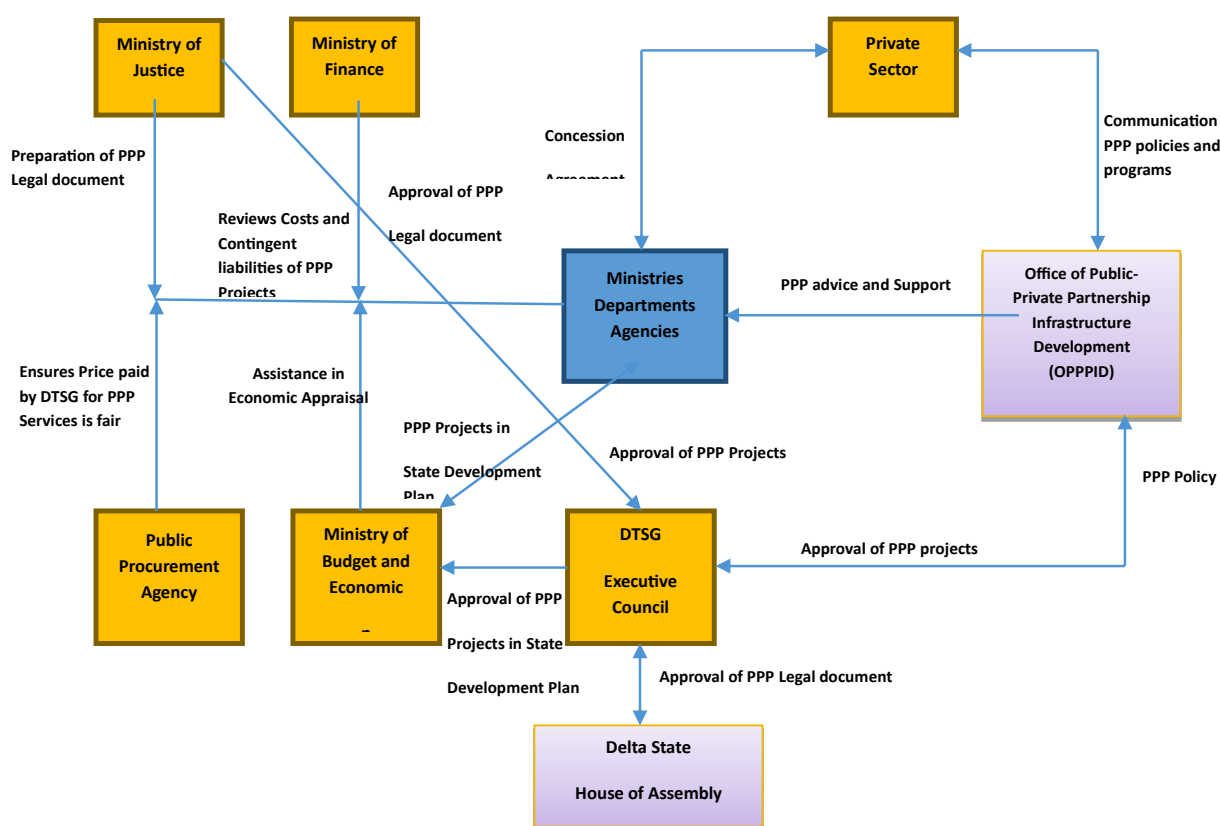 Ministry of
Justice
Ministry of
Finance
Private
Sector
Preparation of PPP
Legal document
Concession
Agreement
Communication
PPP policies and
programs
Approval of PPP
Legal document
Reviews Costs and
Contingent
liabilities of PPP
Projects
Ministries
Departments
Agencies
PPP advice and Support
Office of Public-
Private Partnership
Infrastructure
Development
(OPPPID)
Ensures Price paid
by DTSG for PPP
Services is fair
Assistance in
Economic Appraisal
PPP Projects in
State Development
Plan
Approval of PPP Projects
PPP Policy
Public
Procurement
Agency
Ministry of
Budget and
Economic
DTSG
Executive
Council
Approval of PPP projects
Approval of PPP
Projects in State
Development Plan
Approval of PPP Legal document
Delta State
House of Assembly